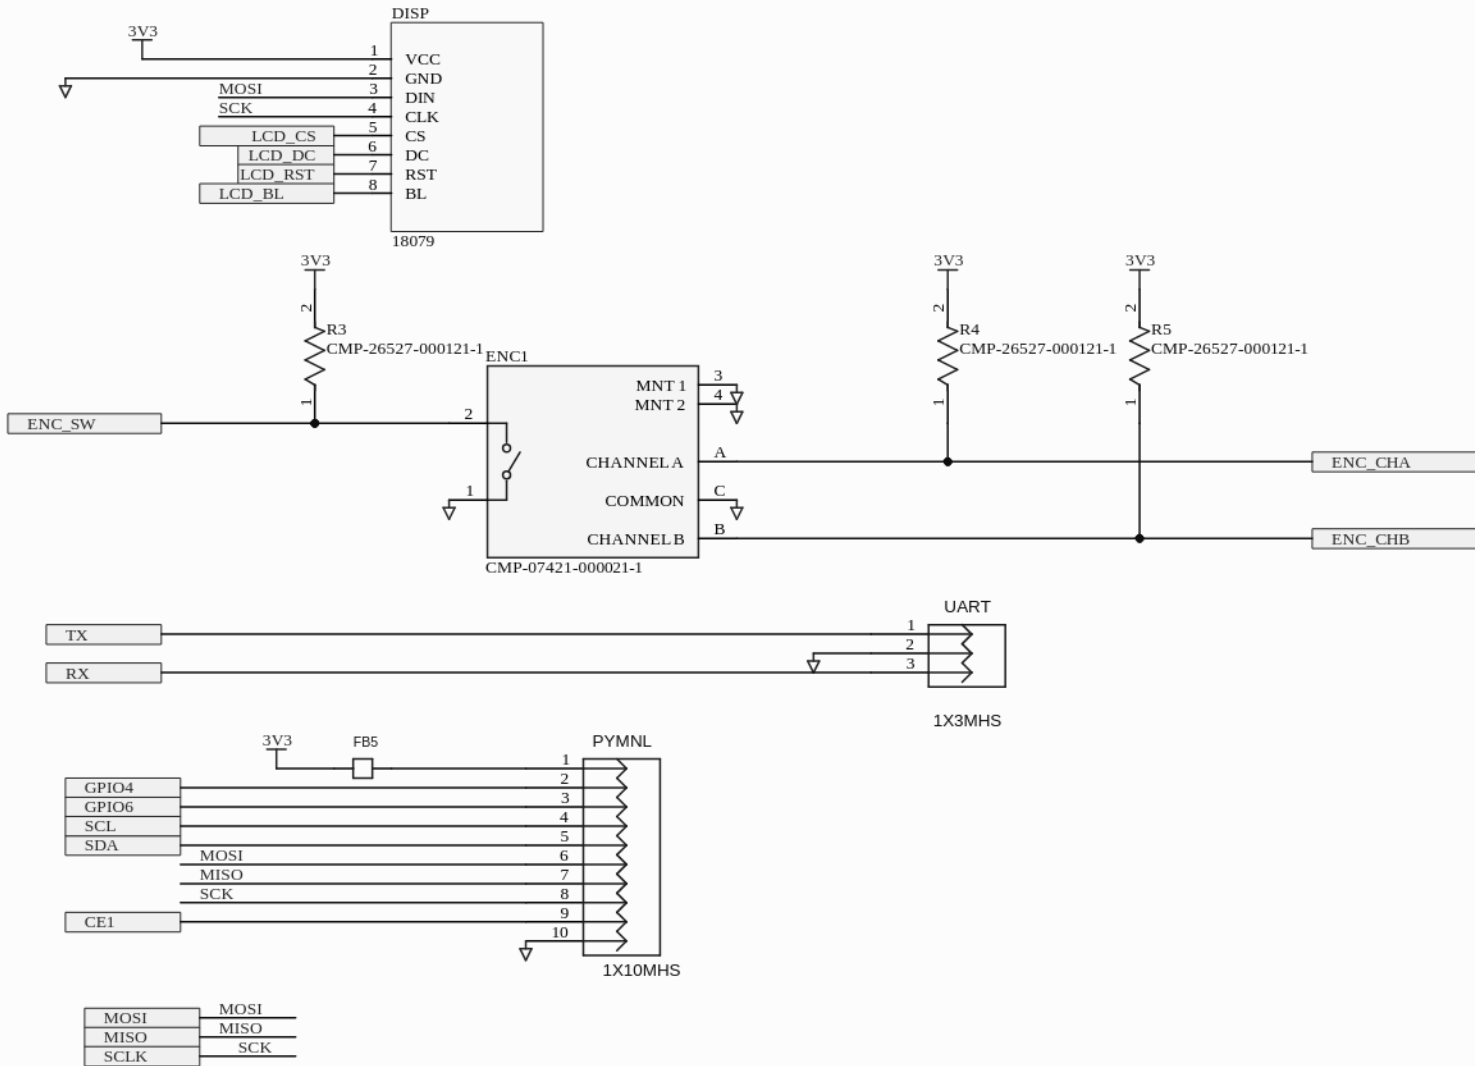 DISP
3V3
1 VCC
2 GND
MOSI 3 DIN
SCK 4 CLK
LCD_CS 5 CS
LCD_DC 6 DC
LCD_RST 7 RST
LCD_BL 8 BL
18079
3V3 3V3 3V3
2 2 2
R3 R4 R5
CMP-26527-000121-1 CMP-26527-000121-1 CMP-26527-000121-1
1 1 1
ENC1
MNT 1 3
MNT 2 4
ENC_SW 2
CHANNEL A A ENC_CHA
1 COMMON C
CHANNEL B B ENC_CHB
CMP-07421-000021-1
UART
TX 1
2
RX 3
1X3MHS
3V3 FB5 PYMNL
1
GPIO4 2
GPIO6 3
SCL 4
SDA 5
MOSI 6
MISO 7
SCK 8
CE1 9
10
1X10MHS
MOSI MOSI
MISO MISO
SCLK SCK